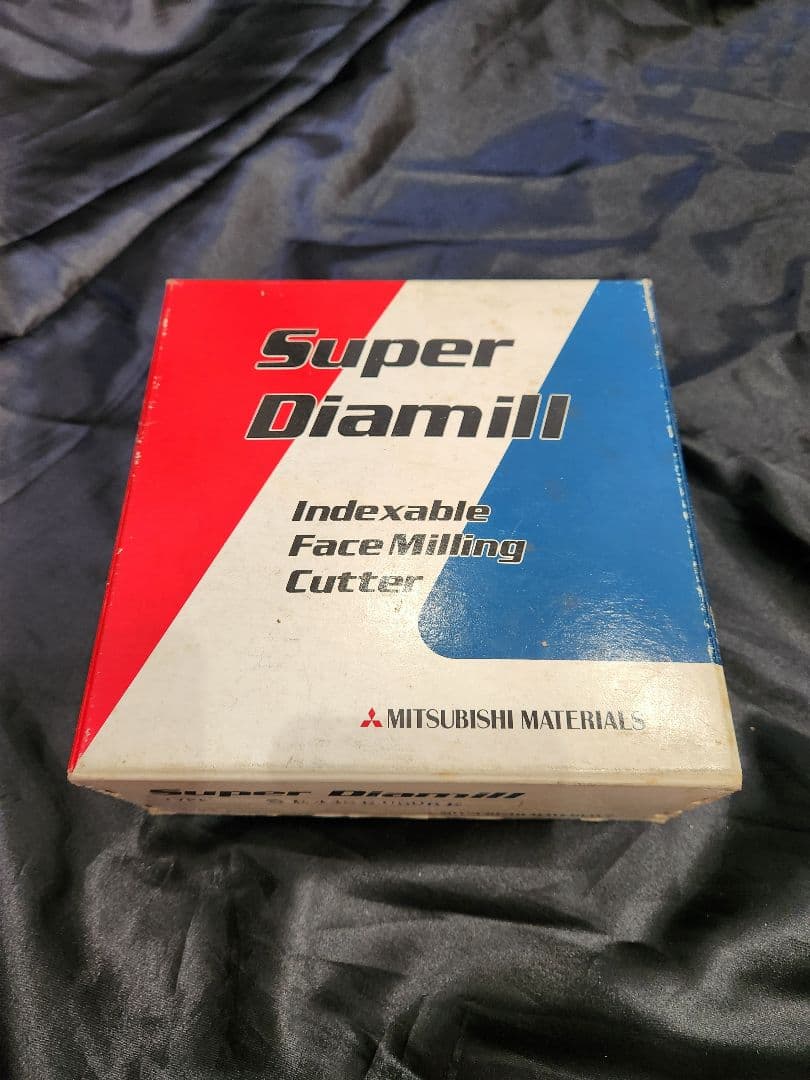 Super
Diamill
Indexable
Face Milling
Cutter
MITSUBISHI MATERIALS
Super Diamill